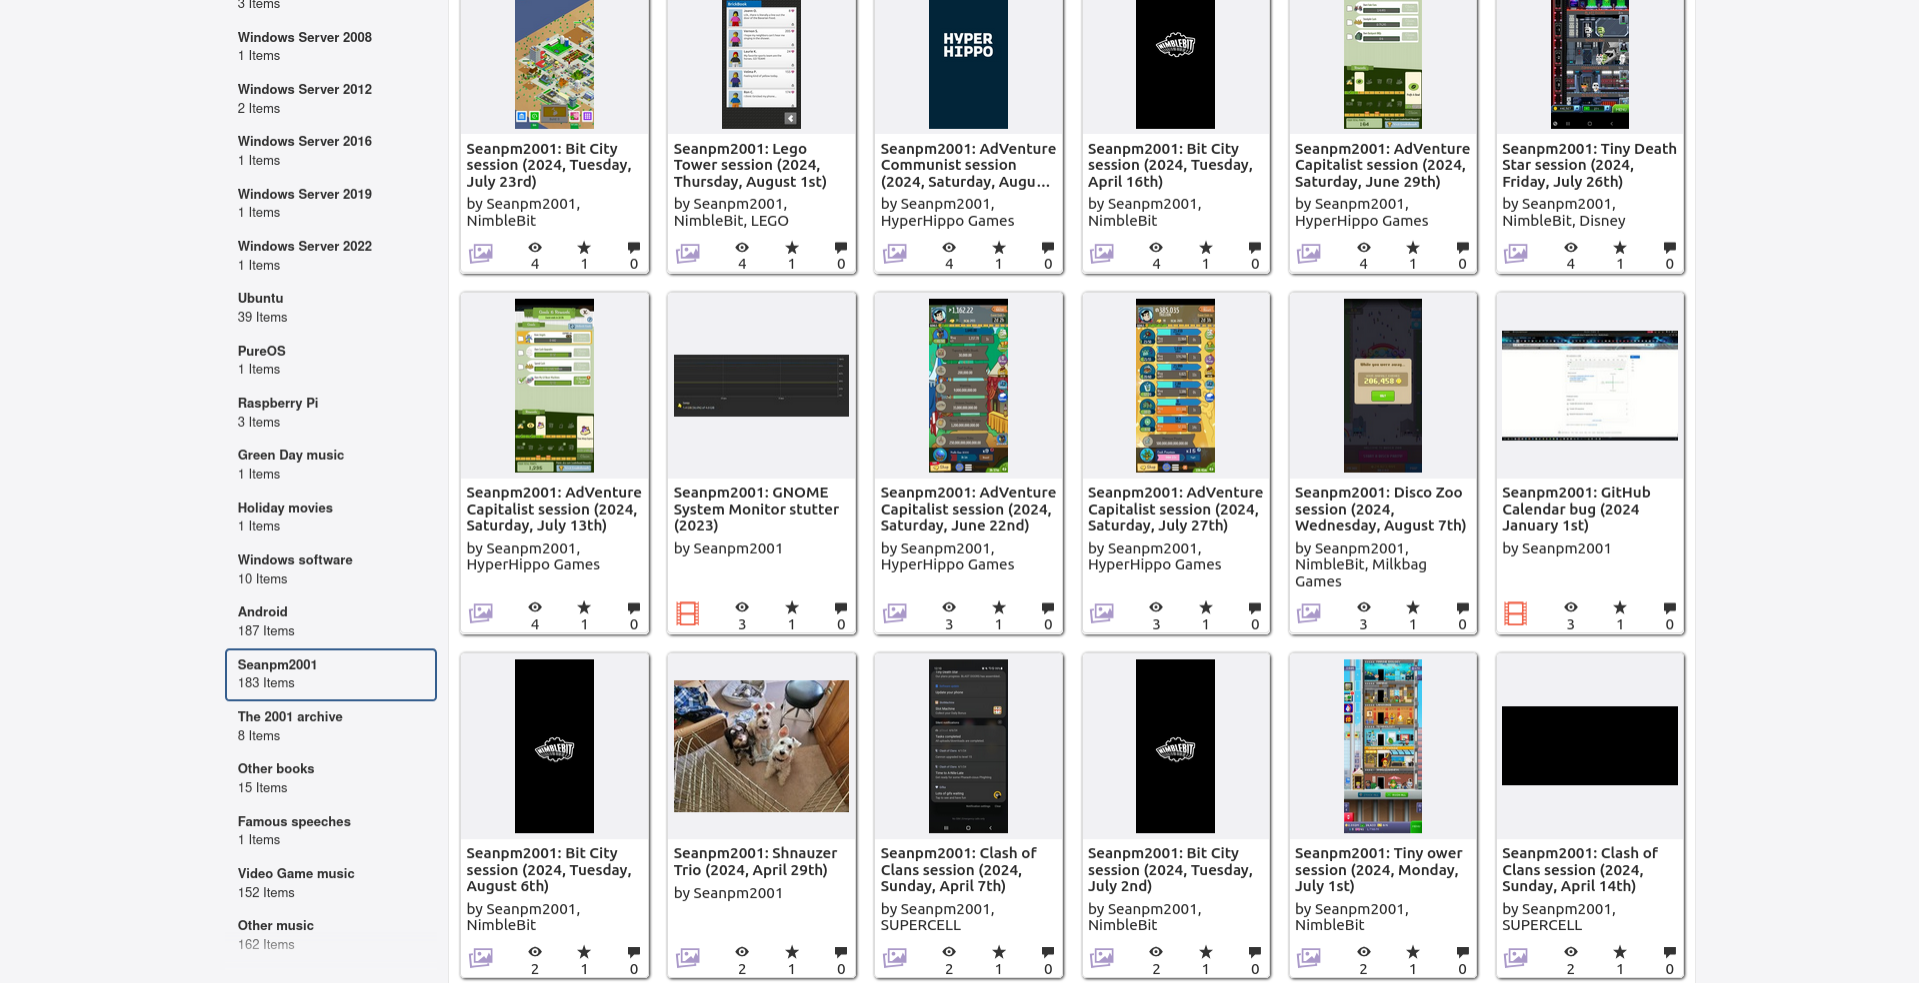 3 Items
Windows Server 2008
1 Items
Windows Server 2012
2 Items
Windows Server 2016
1 Items
Windows Server 2019
1 Items
Windows Server 2022
1 Items
Ubuntu
39 Items
PureOS
1 Items
Raspberry Pi
3 Items
Green Day music
1 Items
Holiday movies
1 Items
Windows software
10 Items
Android
187 Items
Seanpm2001
183 Items
The 2001 archive
8 Items
Other books
15 Items
Famous speeches
1 Items
Video Game music
152 Items
Other music
162 Items
Seanpm2001: Bit City
session (2024, Tuesday,
July 23rd)
by Seanpm2001,
NimbleBit
4 1 0
Seanpm2001: Lego
Tower session (2024,
Thursday, August 1st)
by Seanpm2001,
NimbleBit, LEGO
4 1 0
HYPER
HIPPO
Seanpm2001: AdVenture
Communist session
(2024, Saturday, Augu...
by Seanpm2001,
HyperHippo Games
4 1 0
NIMBLEBIT
Seanpm2001: Bit City
session (2024, Tuesday,
April 16th)
by Seanpm2001,
NimbleBit
4 1 0
Seanpm2001: AdVenture
Capitalist session (2024,
Saturday, June 29th)
by Seanpm2001,
HyperHippo Games
4 1 0
Seanpm2001: Tiny Death
Star session (2024,
Friday, July 26th)
by Seanpm2001,
NimbleBit, Disney
4 1 0
Seanpm2001: AdVenture
Capitalist session (2024,
Saturday, July 13th)
by Seanpm2001,
HyperHippo Games
4 1 0
Seanpm2001: GNOME
System Monitor stutter
(2023)
by Seanpm2001
3 1 0
Seanpm2001: AdVenture
Capitalist session (2024,
Saturday, June 22nd)
by Seanpm2001,
HyperHippo Games
3 1 0
Seanpm2001: AdVenture
Capitalist session (2024,
Saturday, July 27th)
by Seanpm2001,
HyperHippo Games
3 1 0
While you were away...
206,458
Seanpm2001: Disco Zoo
session (2024,
Wednesday, August 7th)
by Seanpm2001,
NimbleBit, Milkbag
Games
3 1 0
Seanpm2001: GitHub
Calendar bug (2024
January 1st)
by Seanpm2001
3 1 0
NIMBLEBIT
Seanpm2001: Bit City
session (2024, Tuesday,
August 6th)
by Seanpm2001,
NimbleBit
2 1 0
Seanpm2001: Shnauzer
Trio (2024, April 29th)
by Seanpm2001
2 1 0
Seanpm2001: Clash of
Clans session (2024,
Sunday, April 7th)
by Seanpm2001,
SUPERCELL
2 1 0
NIMBLEBIT
Seanpm2001: Bit City
session (2024, Tuesday,
July 2nd)
by Seanpm2001,
NimbleBit
2 1 0
Seanpm2001: Tiny ower
session (2024, Monday,
July 1st)
by Seanpm2001,
NimbleBit
2 1 0
Seanpm2001: Clash of
Clans session (2024,
Sunday, April 14th)
by Seanpm2001,
SUPERCELL
2 1 0